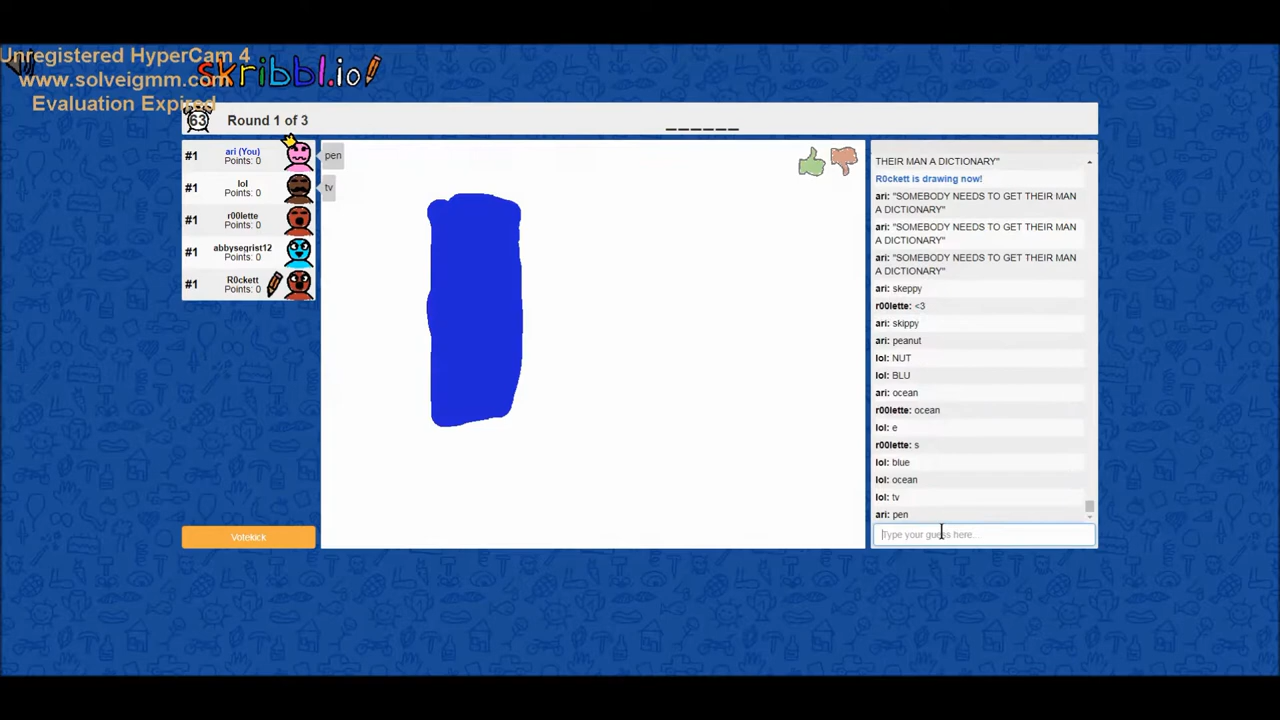 Unregistered HyperCam 4
www.solveigmm.com
Evaluation Expired
skribbl.io
63
Round 1 of 3
______
#1
ari (You)
Points: 0
pen
#1
lol
Points: 0
tv
#1
r00lette
Points: 0
#1
abbysegrist12
Points: 0
#1
R0ckett
Points: 0
Votekick
THEIR MAN A DICTIONARY"
R0ckett is drawing now!
ari: "SOMEBODY NEEDS TO GET THEIR MAN
A DICTIONARY"
ari: "SOMEBODY NEEDS TO GET THEIR MAN
A DICTIONARY"
ari: "SOMEBODY NEEDS TO GET THEIR MAN
A DICTIONARY"
ari: skeppy
r00lette: <3
ari: skippy
ari: peanut
lol: NUT
lol: BLU
ari: ocean
r00lette: ocean
lol: e
r00lette: s
lol: blue
lol: ocean
lol: tv
ari: pen
Type your guess here...